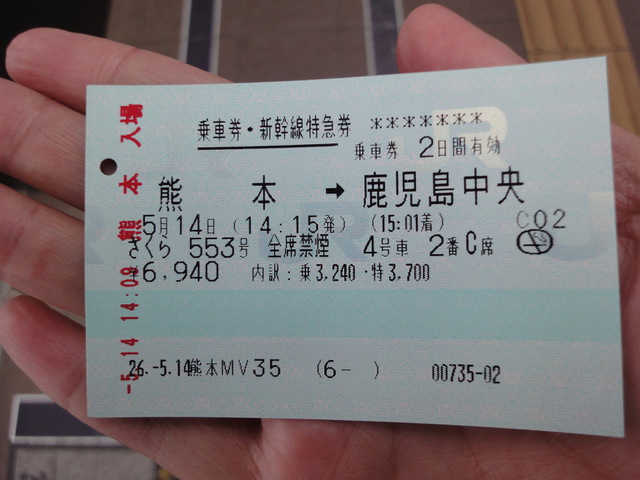 乗車券・新幹線特急券 *******
乗車券 2日間有効
熊本 → 鹿児島中央
5月14日 (14:15発) (15:01着) C02
さくら 553号 全席禁煙 4号車 2番C席
¥6,940 内訳:乗3,240・特3,700
26.-5.14熊本MV35 (6- ) 00735-02
-5.14 14:09 熊本 入場